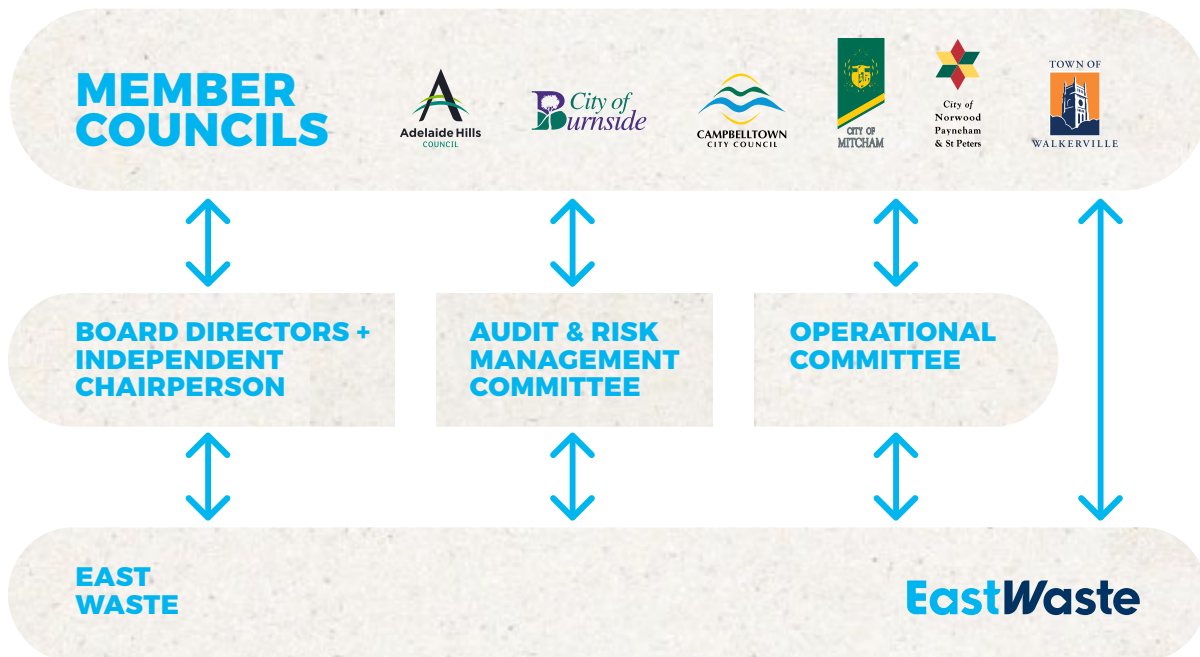 MEMBER
COUNCILS
Adelaide Hills
COUNCIL
City of
Burnside
CAMPBELLTOWN
CITY COUNCIL
CITY OF
MITCHAM
City of
Norwood
Payneham
& St Peters
TOWN OF
WALKERVILLE
BOARD DIRECTORS +
INDEPENDENT
CHAIRPERSON
AUDIT & RISK
MANAGEMENT
COMMITTEE
OPERATIONAL
COMMITTEE
EAST
WASTE
EastWaste